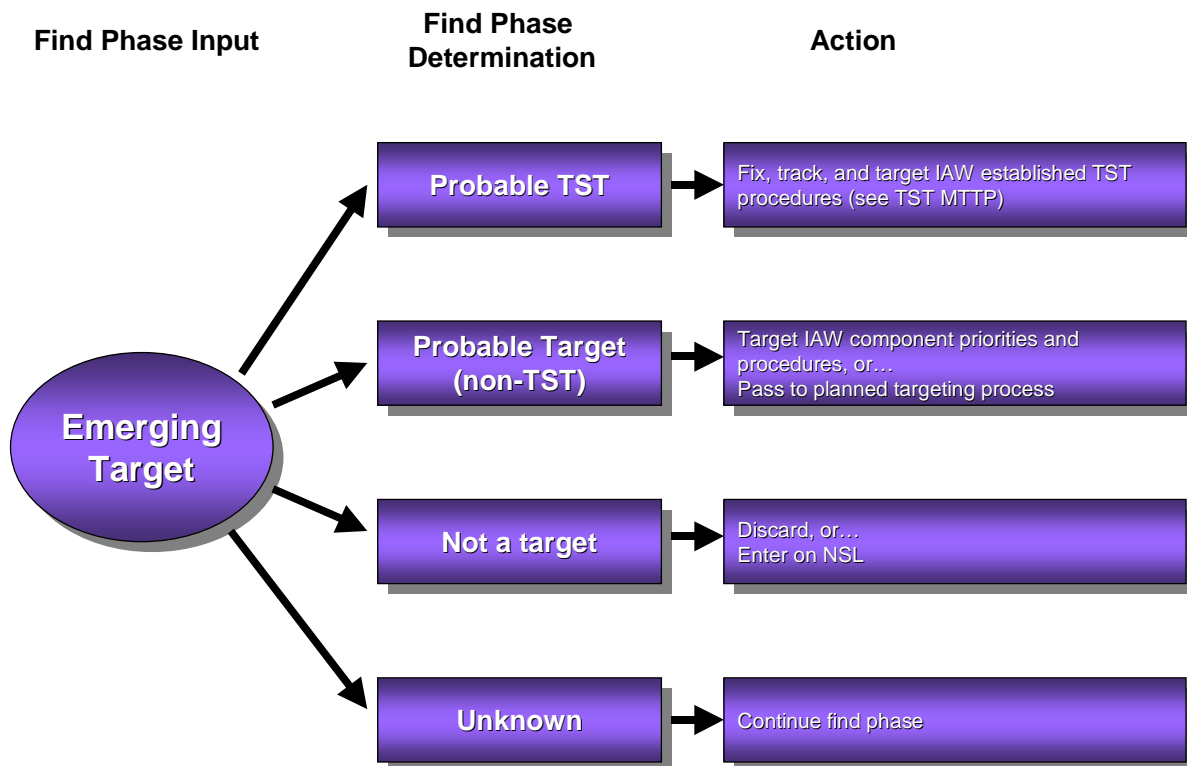 Find Phase Input
Find Phase
Determination
Action
Emerging
Target
Probable TST
Fix, track, and target IAW established TST
procedures (see TST MTTP)
Probable Target
(non-TST)
Target IAW component priorities and
procedures, or…
Pass to planned targeting process
Not a target
Discard, or…
Enter on NSL
Unknown
Continue find phase